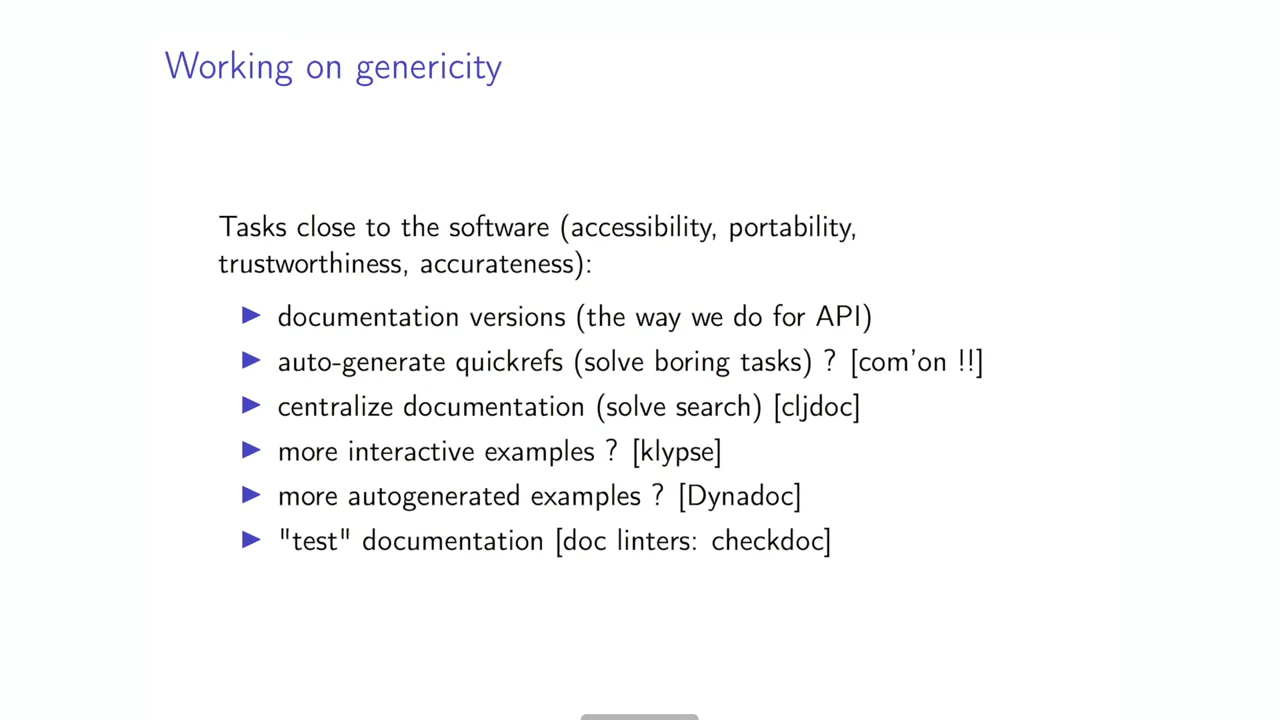 Working on genericity
Tasks close to the software (accessibility, portability,
trustworthiness, accurateness):
documentation versions (the way we do for API)
auto-generate quickrefs (solve boring tasks) ? [com'on !!]
centralize documentation (solve search) [cljdoc]
more interactive examples ? [klypse]
more autogenerated examples ? [Dynadoc]
"test" documentation [doc linters: checkdoc]